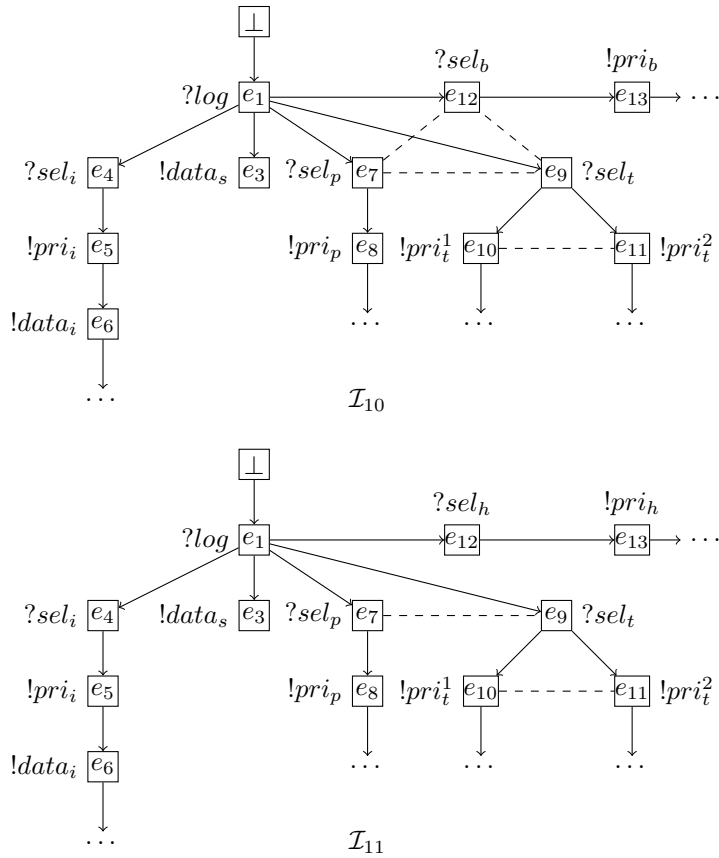 ⊥
?sel_b !pri_b
?log e_1 e_12 e_13 ···
?sel_i e_4 !data_s e_3 ?sel_p e_7 e_9 ?sel_t
!pri_i e_5 !pri_p e_8 !pri_t^1 e_10 e_11 !pri_t^2
!data_i e_6 ··· ··· ···
··· I_10
⊥
?sel_h !pri_h
?log e_1 e_12 e_13 ···
?sel_i e_4 !data_s e_3 ?sel_p e_7 e_9 ?sel_t
!pri_i e_5 !pri_p e_8 !pri_t^1 e_10 e_11 !pri_t^2
!data_i e_6 ··· ··· ···
··· I_11